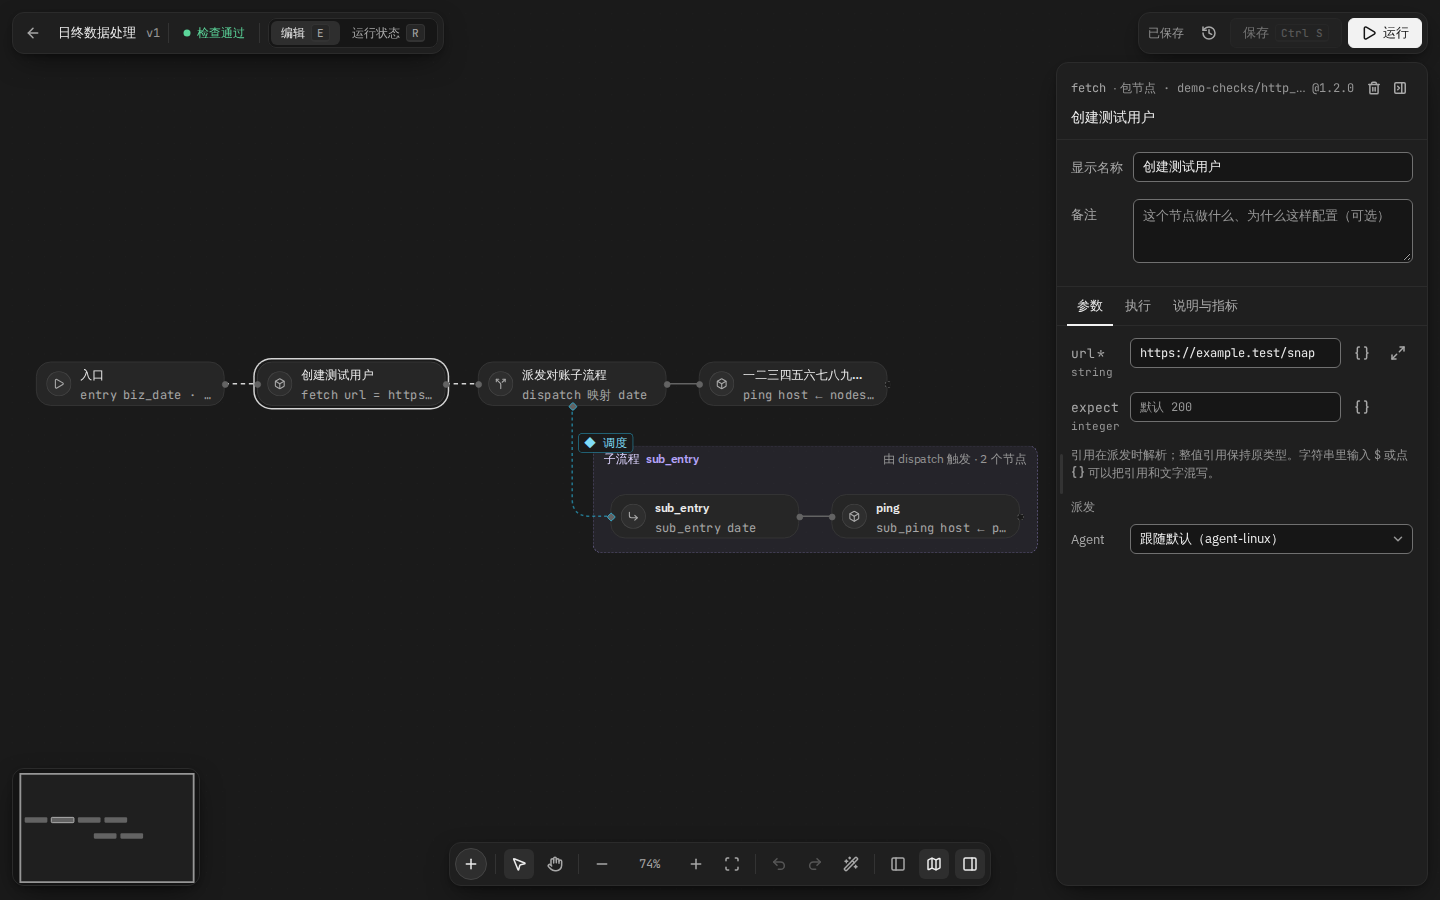 日终数据处理 v1 检查通过 编辑 E 运行状态 R
已保存 保存 Ctrl S 运行
fetch · 包节点 · demo-checks/http_… @1.2.0
创建测试用户
显示名称 创建测试用户
备注 这个节点做什么、为什么这样配置（可选）
参数 执行 说明与指标
url* https://example.test/snap
string
expect 默认 200
integer
引用在派发时解析；整值引用保持原类型。字符串里输入 $ 或点
{} 可以把引用和文字混写。
派发
Agent 跟随默认（agent-linux）
入口
entry biz_date · …
创建测试用户
fetch url = https…
派发对账子流程
dispatch 映射 date
一二三四五六七八九…
ping host ← nodes…
调度
子流程 sub_entry 由 dispatch 触发 · 2 个节点
sub_entry
sub_entry date
ping
sub_ping host ← p…
74%